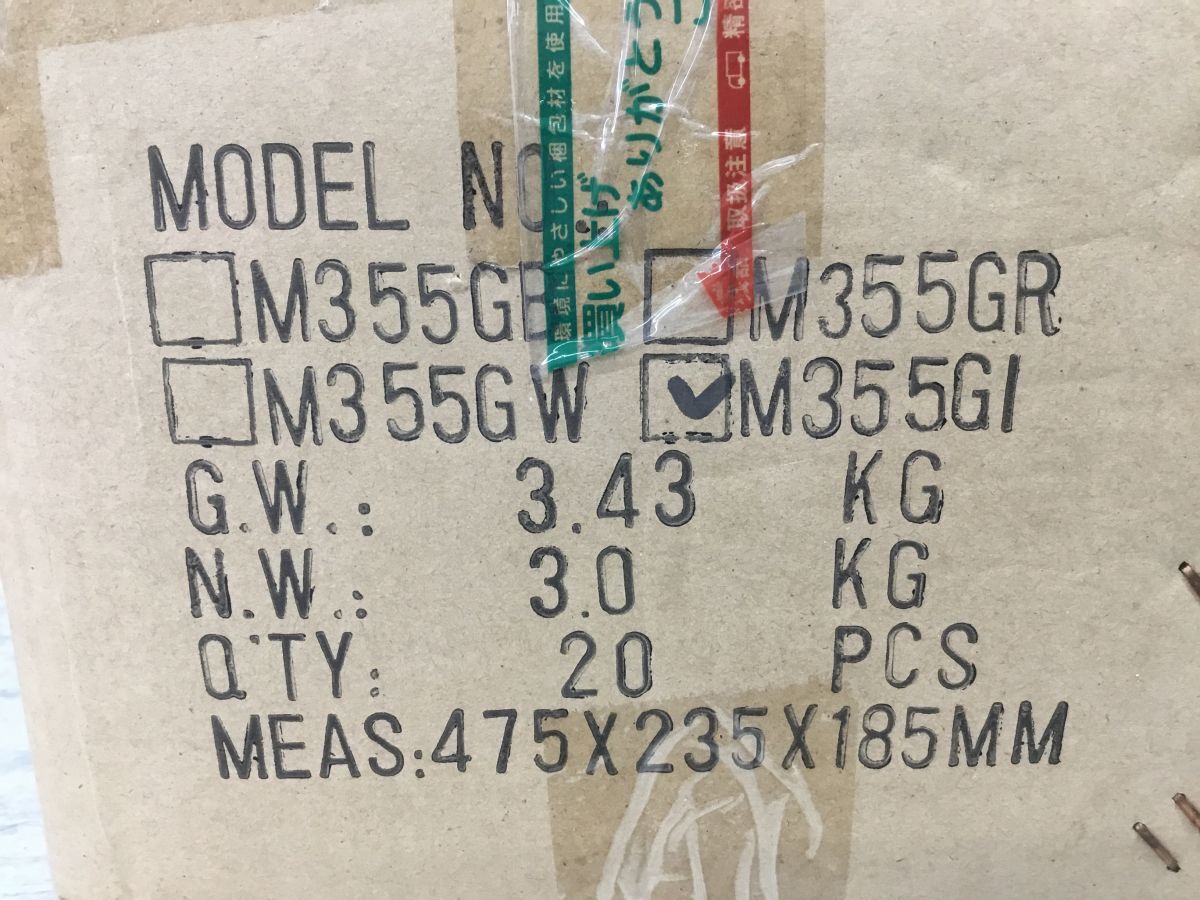 MODEL NO
M355GB M355GR
M355GW M355GI
G.W.: 3.43 KG
N.W.: 3.0 KG
Q'TY: 20 PCS
MEAS:475X235X185MM
環境にやさしい梱包材を使用
買い上げ
ありがとう
取扱注意
精密